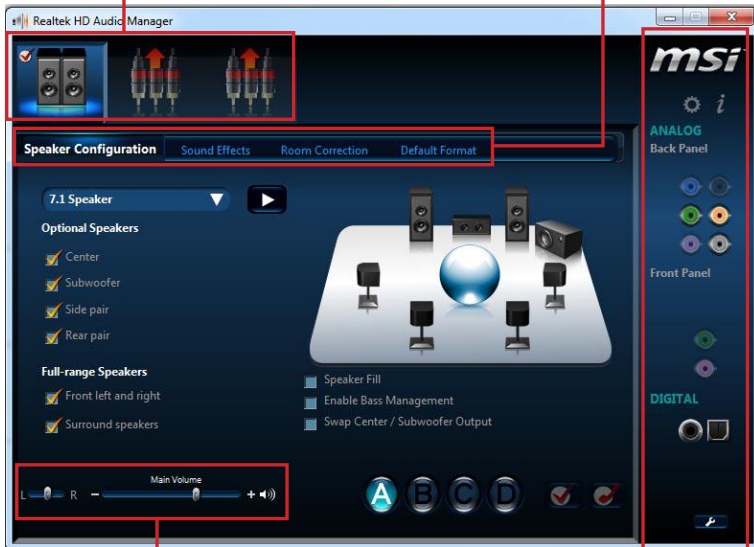 Realtek HD Audio Manager
msi
i
ANALOG
Back Panel
Speaker Configuration
Sound Effects
Room Correction
Default Format
7.1 Speaker
Optional Speakers
Center
Subwoofer
Side pair
Rear pair
Front Panel
Full-range Speakers
Front left and right
Surround speakers
Speaker Fill
Enable Bass Management
Swap Center / Subwoofer Output
DIGITAL
Main Volume
L R - +
A B C D